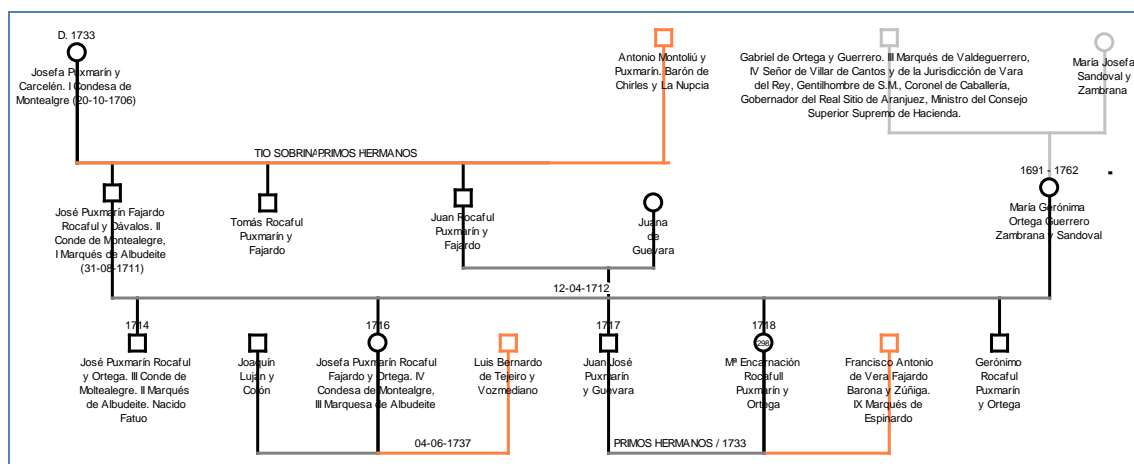 D. 1733
Josefa Puxmarín y
Carcelén. I Condesa de
Montealgre (20-10-1706)
Antonio Montoliú y
Puxmarín. Barón de
Chirles y La Nupcia
Gabriel de Ortega y Guerrero. III Marqués de Valdeguerrero,
IV Señor de Villar de Cantos y de la Jurisdicción de Vara
del Rey, Gentilhombre de S.M., Coronel de Caballería,
Gobernador del Real Sitio de Aranjuez, Ministro del Consejo
Superior Supremo de Hacienda.
María Josefa
Sandoval y
Zambrana
TIO SOBRINA
PRIMOS HERMANOS
José Puxmarín Fajardo
Rocaful y Dávalos. II
Conde de Montealegre,
I Marqués de Albudeite
(31-08-1711)
Tomás Rocaful
Puxmarín y
Fajardo
Juan Rocaful
Puxmarín y
Fajardo
Juana
de
Guevara
1691 - 1762
María Gerónima
Ortega Guerrero
Zambrana y Sandoval
12-04-1712
1714
José Puxmarín Rocaful
y Ortega. III Conde de
Moltealegre. II Marqués
de Albudeite. Nacido
Fatuo
Joaquín
Luján y
Colón
1716
Josefa Puxmarín Rocaful
Fajardo y Ortega. IV
Condesa de Montealgre,
III Marquesa de Albudeite
Luis Bernardo
de Tejeiro y
Vozmediano
1717
Juan José
Puxmarín
y Guevara
1718
298
Mª Encarnación
Rocafull
Puxmarín y
Ortega
Francisco Antonio
de Vera Fajardo
Barona y Zúñiga.
IX Marqués de
Espinardo
Gerónimo
Rocaful
Puxmarín
y Ortega
04-06-1737
PRIMOS HERMANOS / 1733